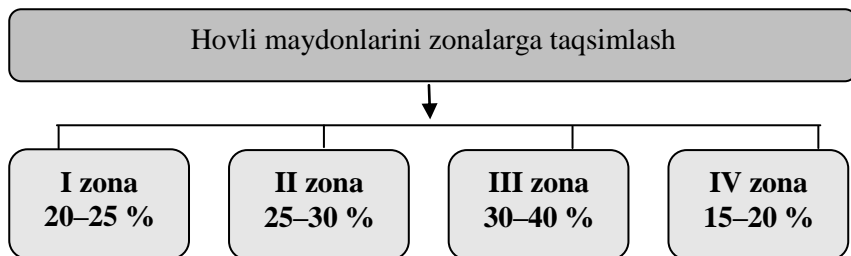 Hovli maydonlarini zonalarga taqsimlash
I zona
20–25 %
II zona
25–30 %
III zona
30–40 %
IV zona
15–20 %